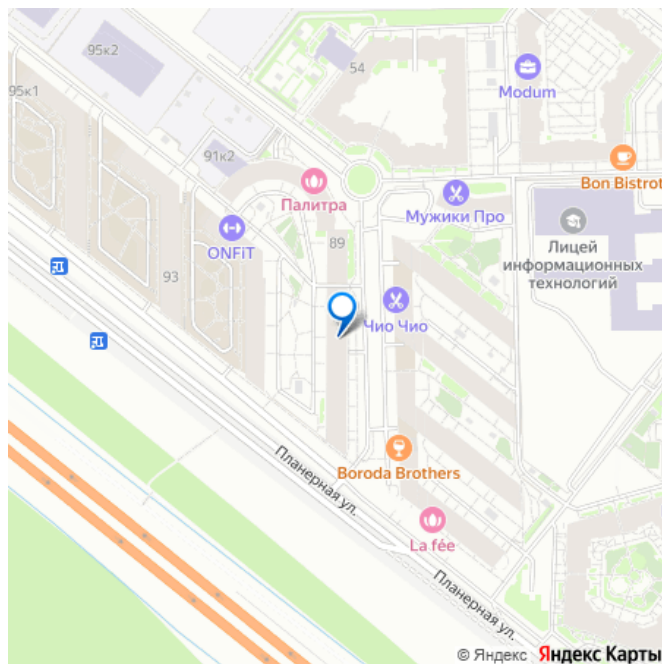 95к2
54
Modum
95к1
91к2
Bon Bistrot
Палитра
Мужики Про
ONFiT
89
Лицей
информационных
технологий
93
Чио Чио
Boroda Brothers
Планерная ул.
La fée
Планерная ул.
© Яндекс Яндекс Карты